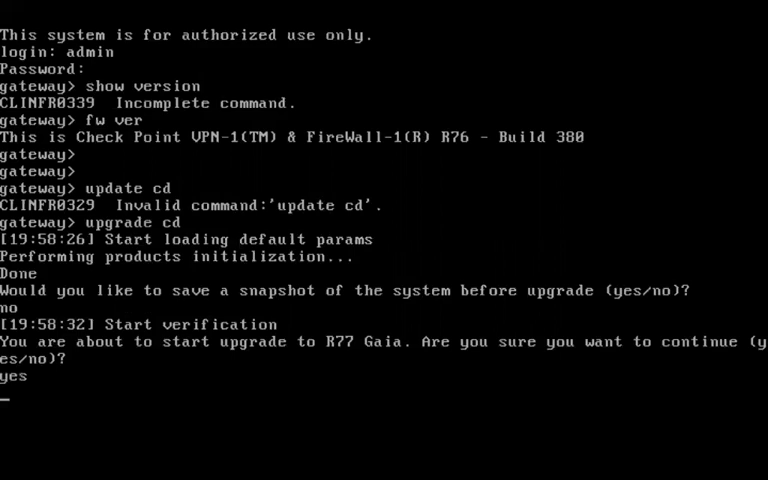 This system is for authorized use only.
login: admin
Password:
gateway> show version
CLINFR0339  Incomplete command.
gateway> fw ver
This is Check Point VPN-1(TM) & FireWall-1(R) R76 - Build 380
gateway>
gateway>
gateway> update cd
CLINFR0329  Invalid command:'update cd'.
gateway> upgrade cd
[19:58:26] Start loading default params
Performing products initialization...
Done
Would you like to save a snapshot of the system before upgrade (yes/no)?
no
[19:58:32] Start verification
You are about to start upgrade to R77 Gaia. Are you sure you want to continue (y
es/no)?
yes
_